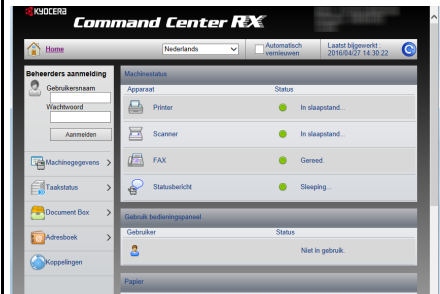 KYOCERA
Command Center RX
Home
Nederlands
Automatisch vernieuwen
Laatst bijgewerkt :
2016/04/27 14:30:22
Beheerders aanmelding
Gebruikersnaam
Wachtwoord
Aanmelden
Machinegegevens
Taakstatus
Document Box
Adresboek
Koppelingen
Machinestatus
Apparaat Status
Printer In slaapstand...
Scanner In slaapstand...
FAX Gereed.
Statusbericht Sleeping...
Gebruik bedieningspaneel
Gebruiker Status
Niet in gebruik.
Papier